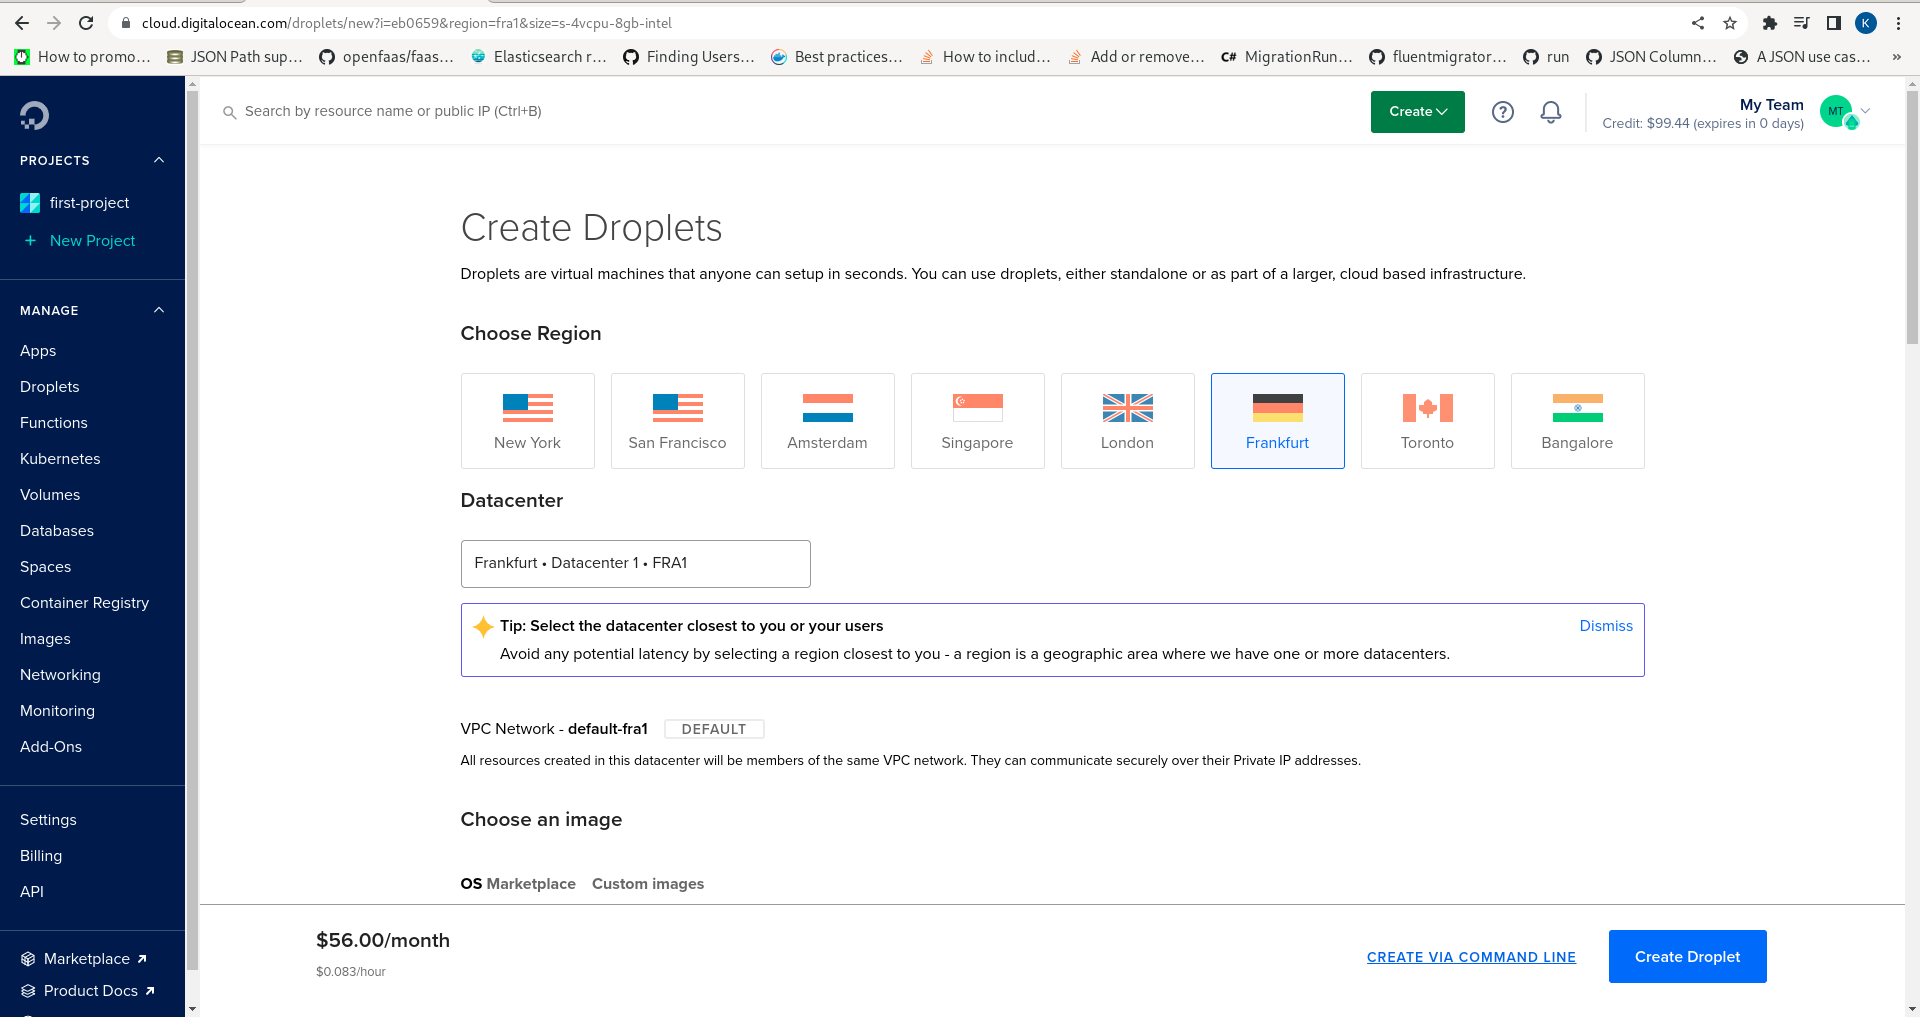 cloud.digitalocean.com/droplets/new?i=eb0659&region=fra1&size=s-4vcpu-8gb-intel
K
How to promo...
JSON Path sup...
openfaas/faas...
Elasticsearch r...
Finding Users...
Best practices...
How to includ...
Add or remove...
C# MigrationRun...
fluentmigrator...
run
JSON Column...
A JSON use cas...
»
Search by resource name or public IP (Ctrl+B)
Create
?
My Team
Credit: $99.44 (expires in 0 days)
MT
PROJECTS
first-project
+ New Project
MANAGE
Apps
Droplets
Functions
Kubernetes
Volumes
Databases
Spaces
Container Registry
Images
Networking
Monitoring
Add-Ons
Settings
Billing
API
Marketplace
Product Docs
Create Droplets
Droplets are virtual machines that anyone can setup in seconds. You can use droplets, either standalone or as part of a larger, cloud based infrastructure.
Choose Region
New York
San Francisco
Amsterdam
Singapore
London
Frankfurt
Toronto
Bangalore
Datacenter
Frankfurt • Datacenter 1 • FRA1
Tip: Select the datacenter closest to you or your users
Dismiss
Avoid any potential latency by selecting a region closest to you - a region is a geographic area where we have one or more datacenters.
VPC Network - default-fra1 DEFAULT
All resources created in this datacenter will be members of the same VPC network. They can communicate securely over their Private IP addresses.
Choose an image
OS Marketplace Custom images
$56.00/month
$0.083/hour
CREATE VIA COMMAND LINE
Create Droplet